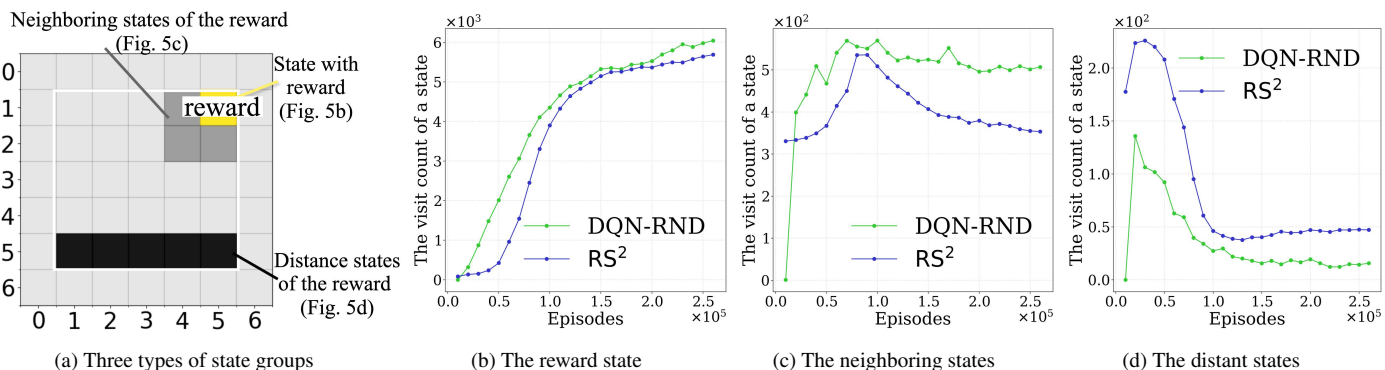 Neighboring states of the reward
(Fig. 5c)
State with
reward
(Fig. 5b)
reward
Distance states
of the reward
(Fig. 5d)
0
1
2
3
4
5
6
0 1 2 3 4 5 6
(a) Three types of state groups
×10³
The visit count of a state
6
5
4
3
2
1
0
DQN-RND
RS²
0.0 0.5 1.0 1.5 2.0 2.5
Episodes
×10⁵
(b) The reward state
×10²
The visit count of a state
5
4
3
2
1
0
DQN-RND
RS²
0.0 0.5 1.0 1.5 2.0 2.5
Episodes
×10⁵
(c) The neighboring states
×10²
The visit count of a state
2.0
1.5
1.0
0.5
0.0
DQN-RND
RS²
0.0 0.5 1.0 1.5 2.0 2.5
Episodes
×10⁵
(d) The distant states